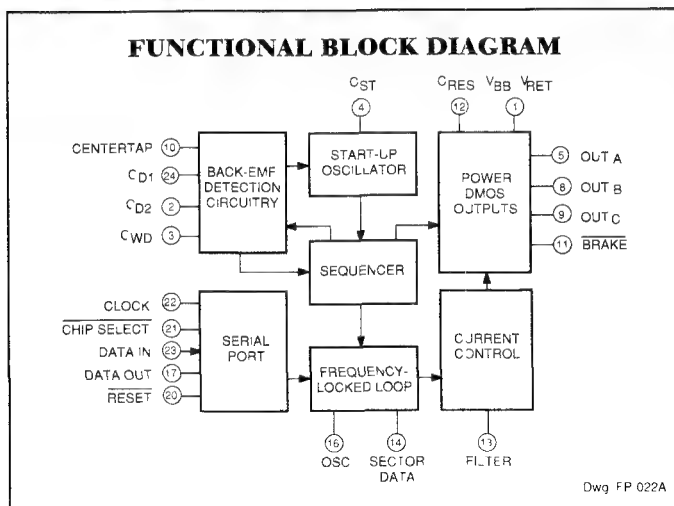 FUNCTIONAL BLOCK DIAGRAM
CST
CRES
VBB VRET
4
12
1
CENTERTAP 10
CD1 24
CD2 2
CWD 3
BACK-EMF
DETECTION
CIRCUITRY
START-UP
OSCILLATOR
POWER
DMOS
OUTPUTS
5 OUT A
8 OUT B
9 OUT C
11 BRAKE
SEQUENCER
CLOCK 22
CHIP SELECT 21
DATA IN 23
DATA OUT 17
RESET 20
SERIAL
PORT
FREQUENCY-
LOCKED LOOP
CURRENT
CONTROL
16
14
13
OSC
SECTOR
DATA
FILTER
Dwg. FP 022A